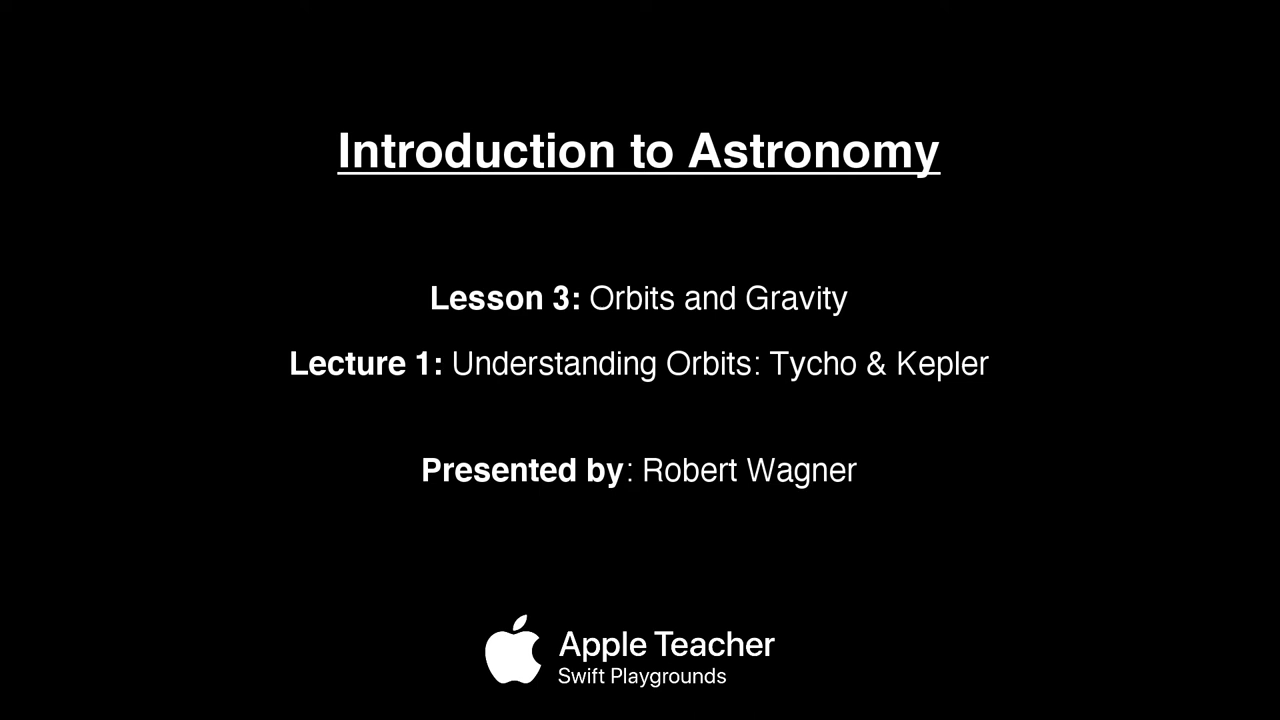 Introduction to Astronomy
Lesson 3: Orbits and Gravity
Lecture 1: Understanding Orbits: Tycho & Kepler
Presented by: Robert Wagner
Apple Teacher
Swift Playgrounds